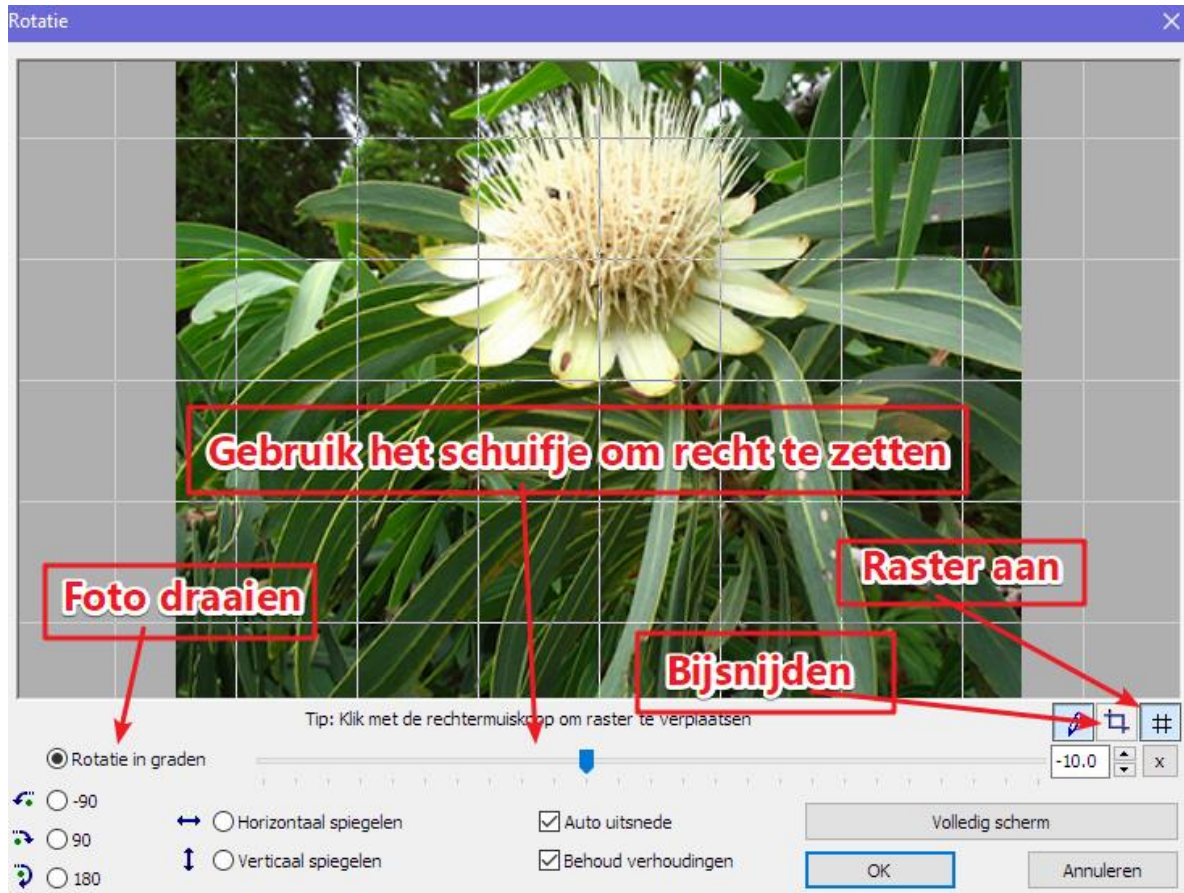 Rotatie
Gebruik het schuifje om recht te zetten
Raster aan
Foto draaien
Bijsnijden
Tip: Klik met de rechtermuisknop om raster te verplaatsen
Rotatie in graden
-10.0
x
-90
90
180
Horizontaal spiegelen
Verticaal spiegelen
Auto uitsnede
Behoud verhoudingen
Volledig scherm
OK
Annuleren